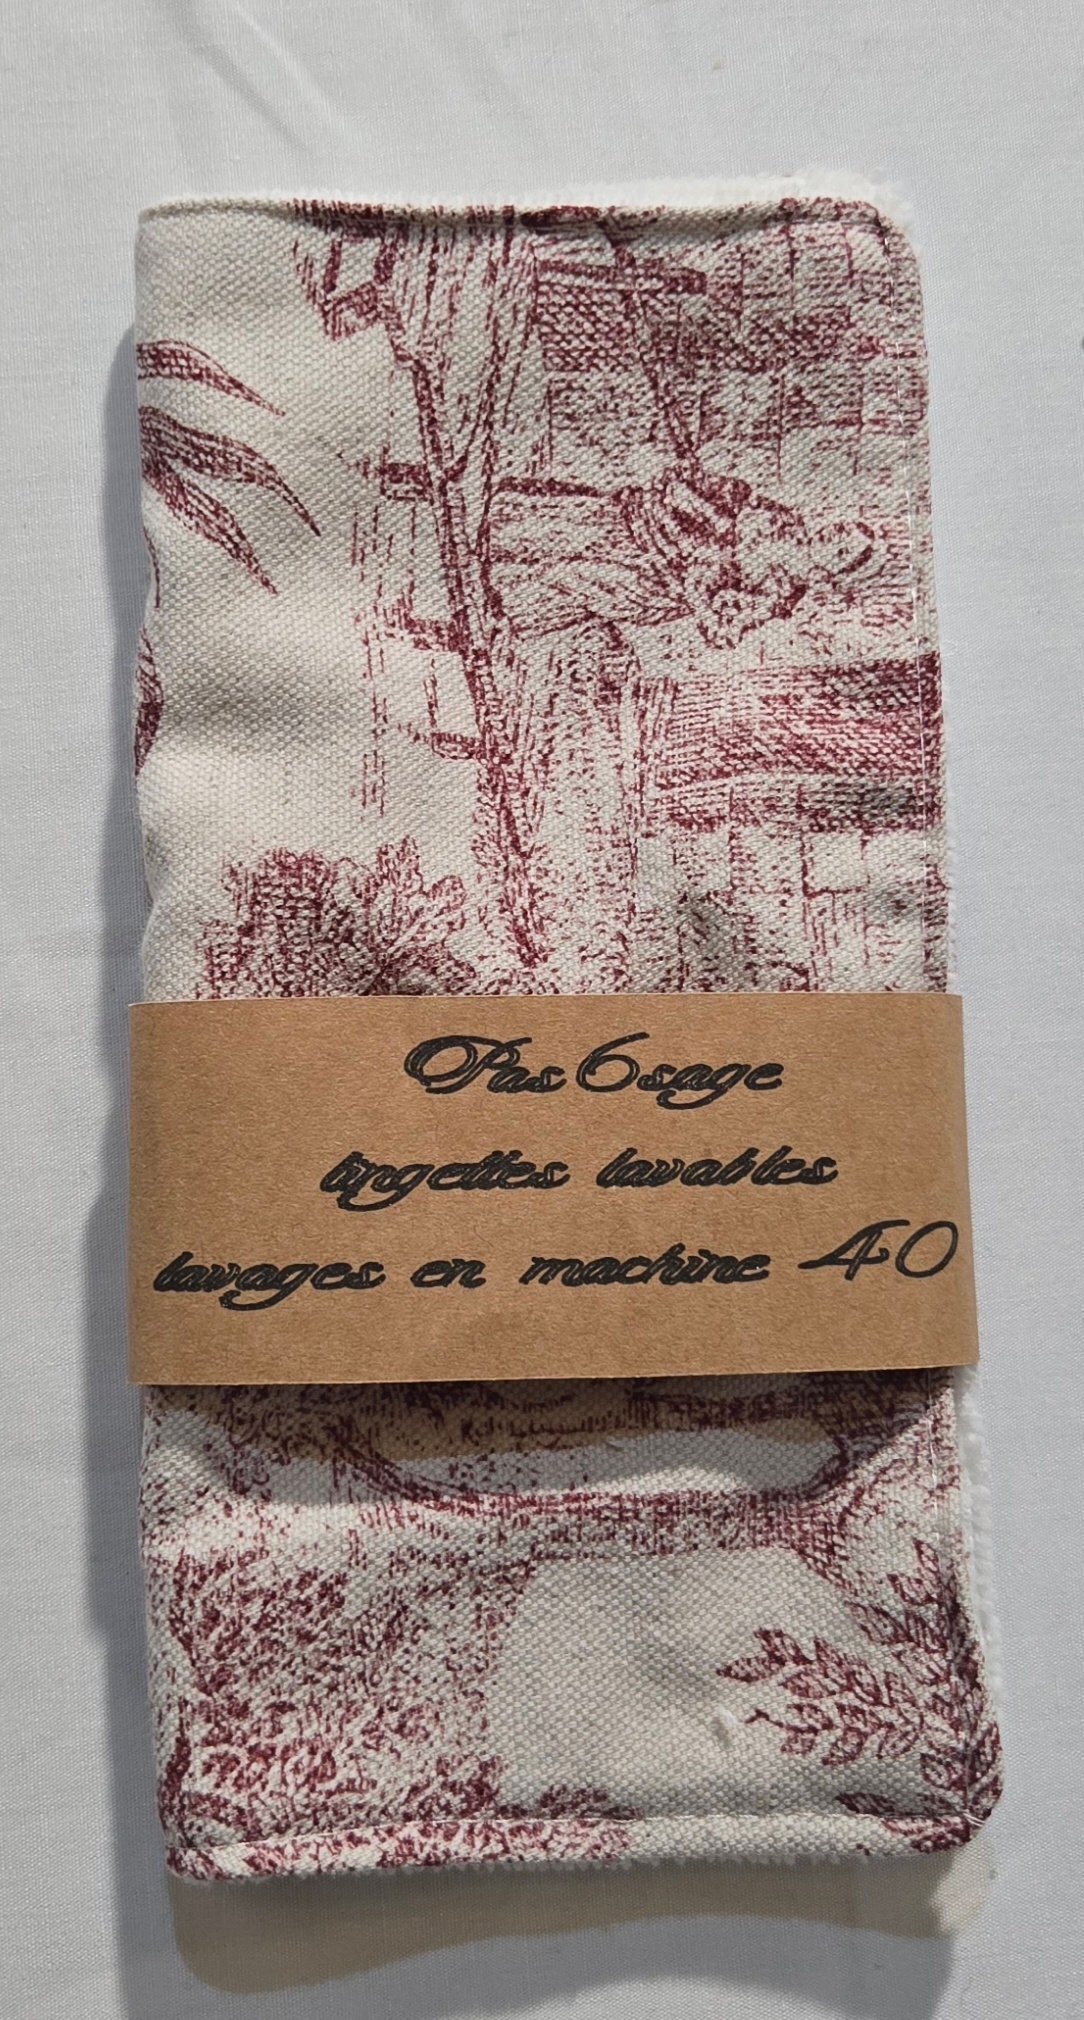 Pas6sage
lingettes lavables
lavages en machine 40